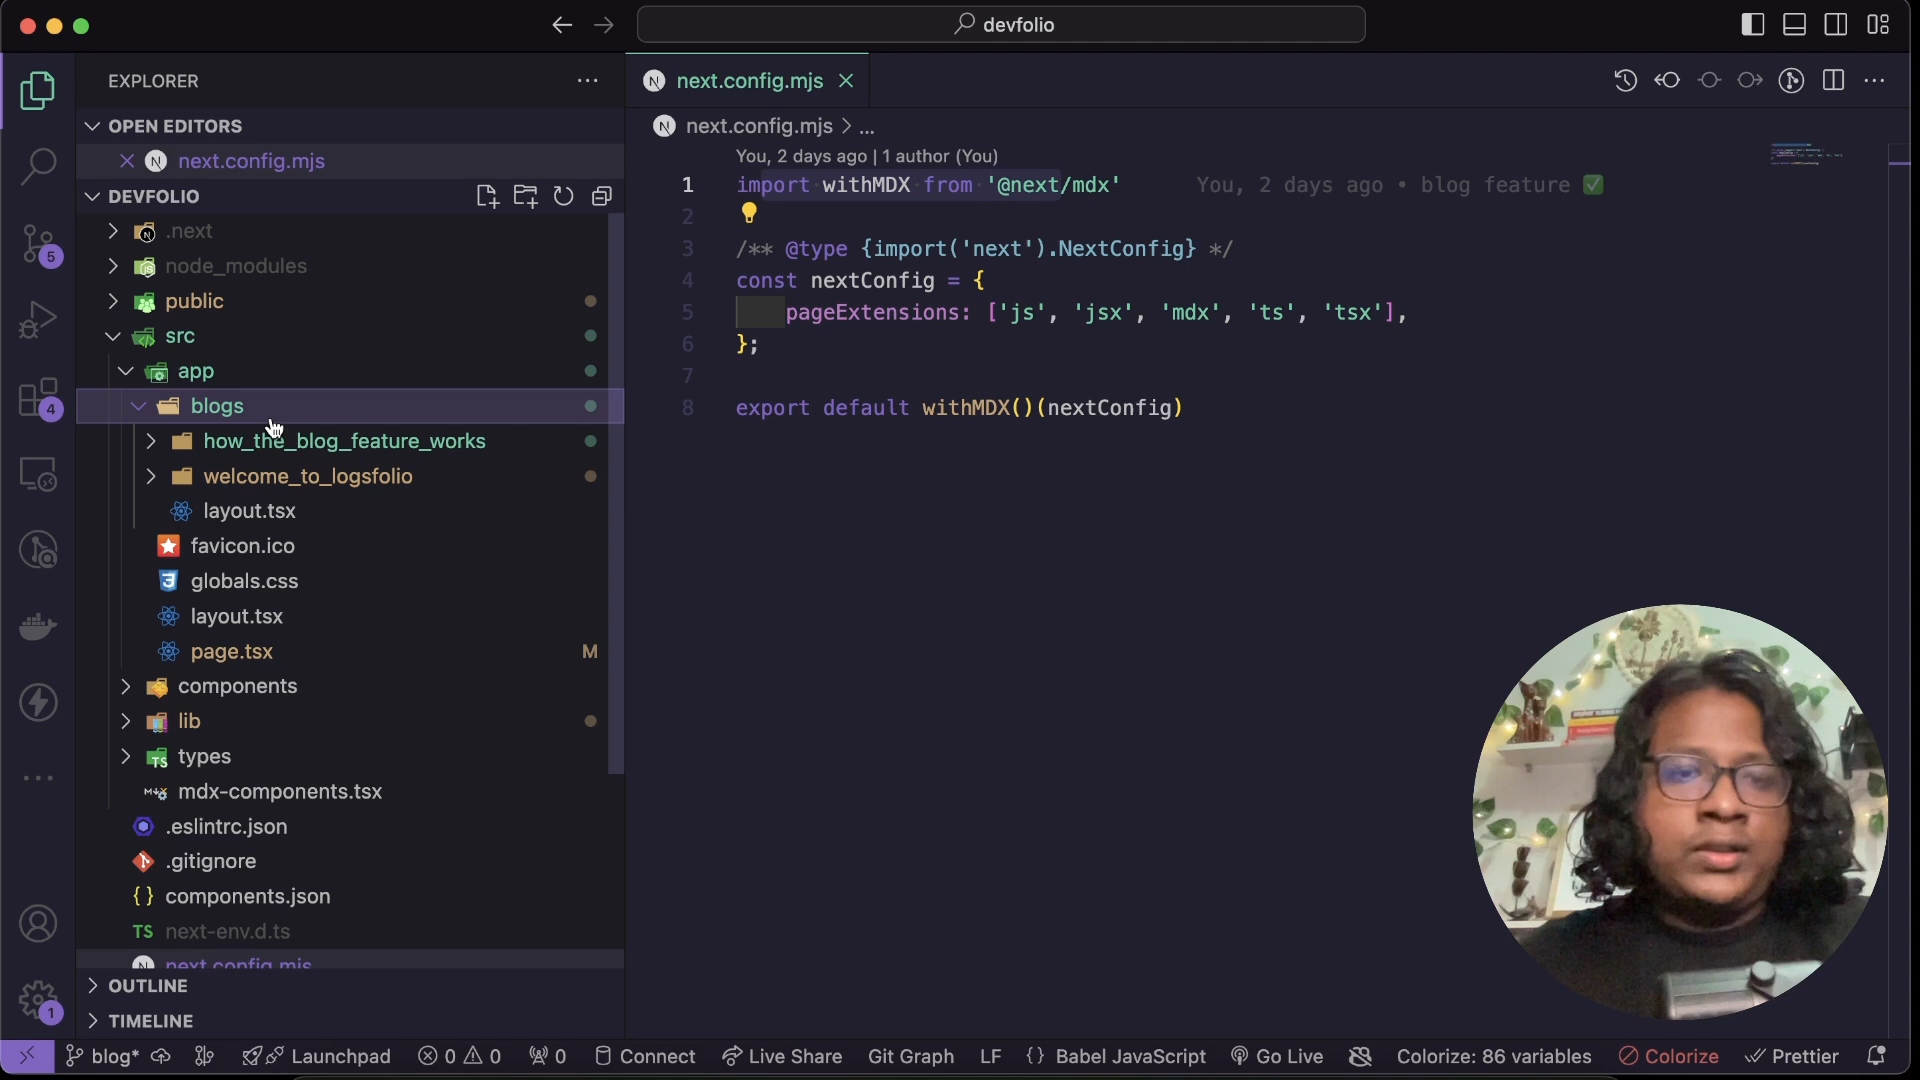 devfolio
EXPLORER
OPEN EDITORS
next.config.mjs
DEVFOLIO
.next
node_modules
public
src
app
blogs
how_the_blog_feature_works
welcome_to_logsfolio
layout.tsx
favicon.ico
globals.css
layout.tsx
page.tsx M
components
lib
types
mdx-components.tsx
.eslintrc.json
.gitignore
{ } components.json
TS next-env.d.ts
next.config.mjs
OUTLINE
TIMELINE
5
4
1
next.config.mjs
next.config.mjs > ...
You, 2 days ago | 1 author (You)
1 import withMDX from '@next/mdx' You, 2 days ago • blog feature ✅
2
3 /** @type {import('next').NextConfig} */
4 const nextConfig = {
5 pageExtensions: ['js', 'jsx', 'mdx', 'ts', 'tsx'],
6 };
7
8 export default withMDX()(nextConfig)
blog* Launchpad 0 0 0 Connect Live Share Git Graph LF {} Babel JavaScript Go Live Colorize: 86 variables Colorize Prettier